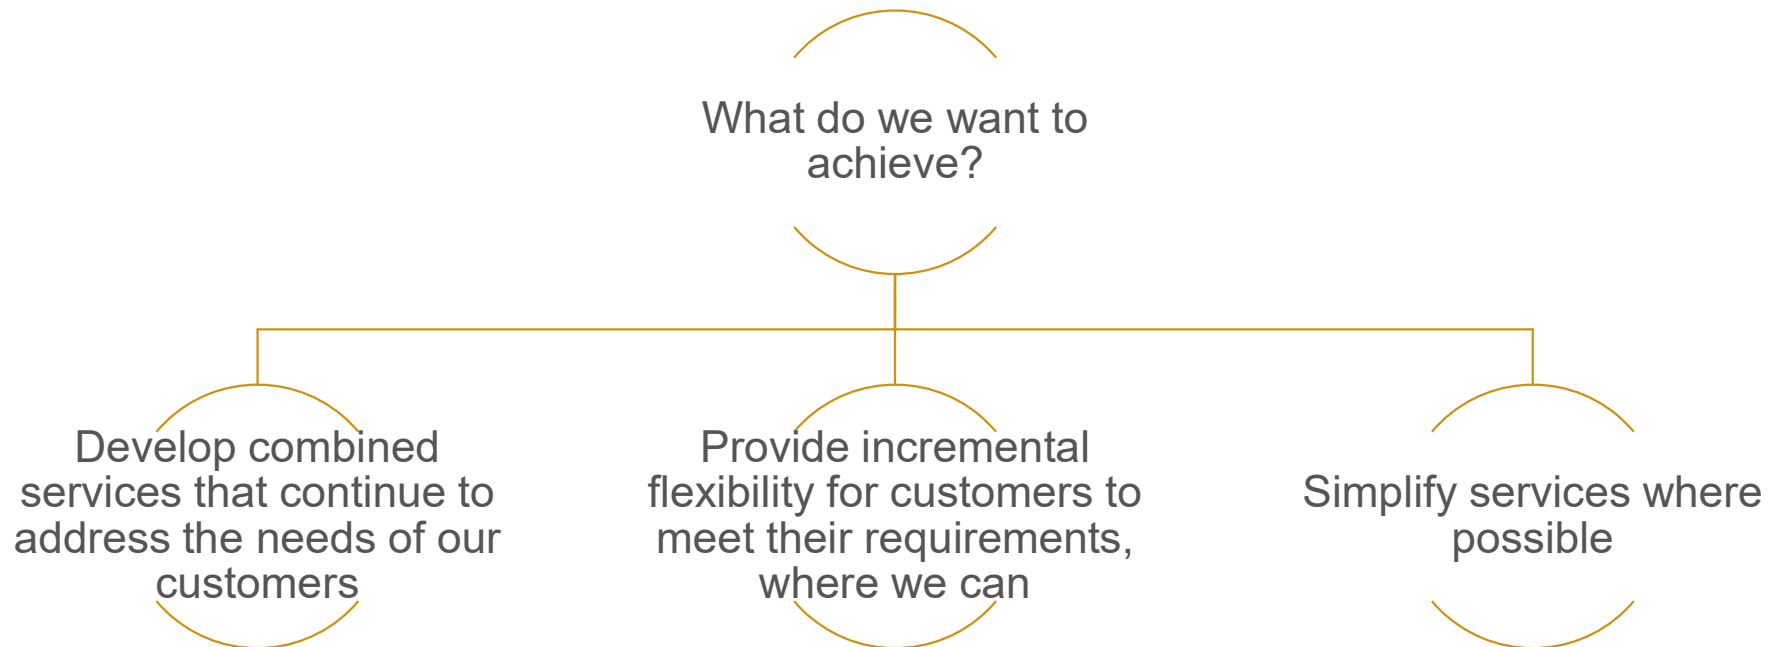 What do we want to
achieve?
Develop combined
services that continue to
address the needs of our
customers
Provide incremental
flexibility for customers to
meet their requirements,
where we can
Simplify services where
possible